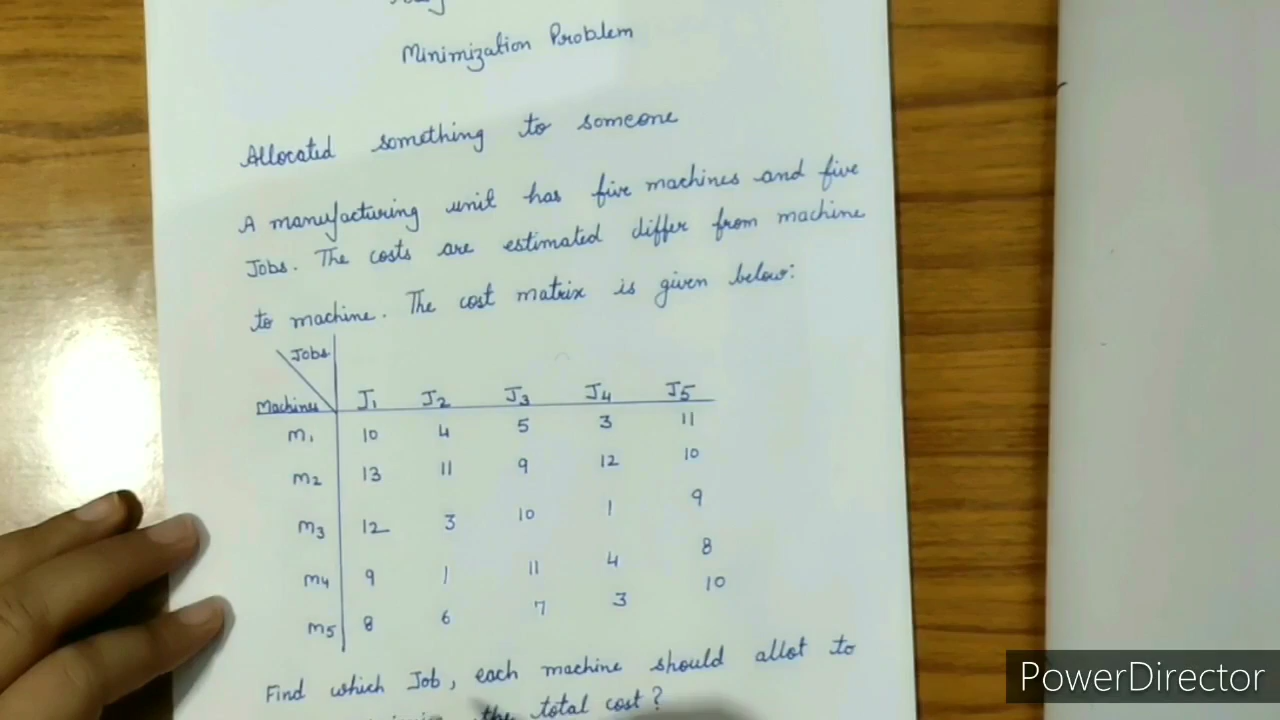 Minimization Problem
Allocated something to someone
A manufacturing unit has five machines and five
Jobs. The costs are estimated differ from machine
to machine. The cost matrix is given below:
Jobs
Machines J1 J2 J3 J4 J5
M1 10 4 5 3 11
M2 13 11 9 12 10
M3 12 3 10 1 9
M4 9 1 11 4 8
M5 8 6 7 3 10
Find which Job, each machine should allot to
the total cost?
PowerDirector